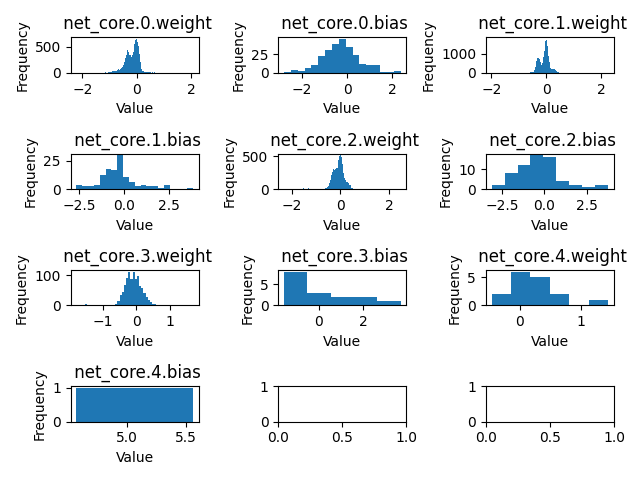 net_core.0.weight
Frequency
500
0
−2
0
2
Value
net_core.0.bias
Frequency
25
0
−2
0
2
Value
net_core.1.weight
Frequency
1000
0
−2
0
2
Value
net_core.1.bias
Frequency
25
0
−2.5
0.0
2.5
Value
net_core.2.weight
Frequency
500
0
−2
0
2
Value
net_core.2.bias
Frequency
10
0
−2.5
0.0
2.5
Value
net_core.3.weight
Frequency
100
0
−1
0
1
Value
net_core.3.bias
Frequency
5
0
0
2
Value
net_core.4.weight
Frequency
5
0
0
1
Value
net_core.4.bias
Frequency
1
0
5.0
5.5
Value
1
0
0.0
0.5
1.0
1
0
0.0
0.5
1.0